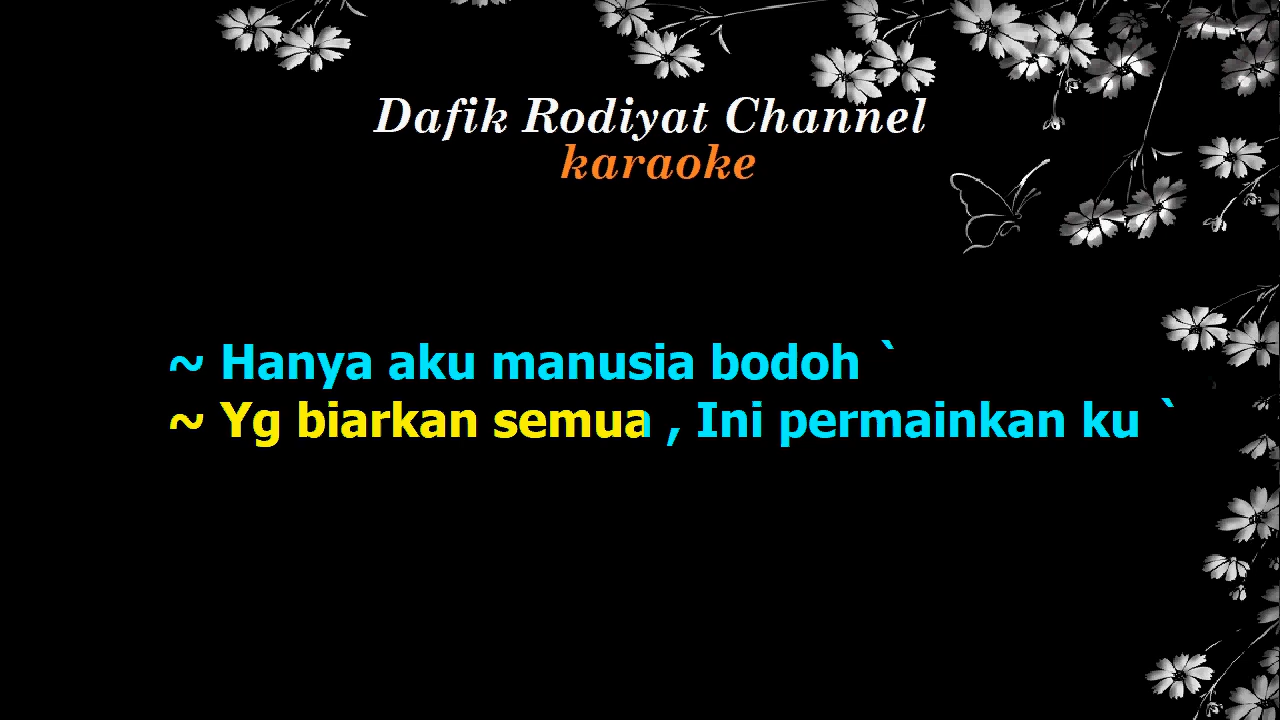 Dafik Rodiyat Channel
karaoke
~ Hanya aku manusia bodoh `
~ Yg biarkan semua , Ini permainkan ku `